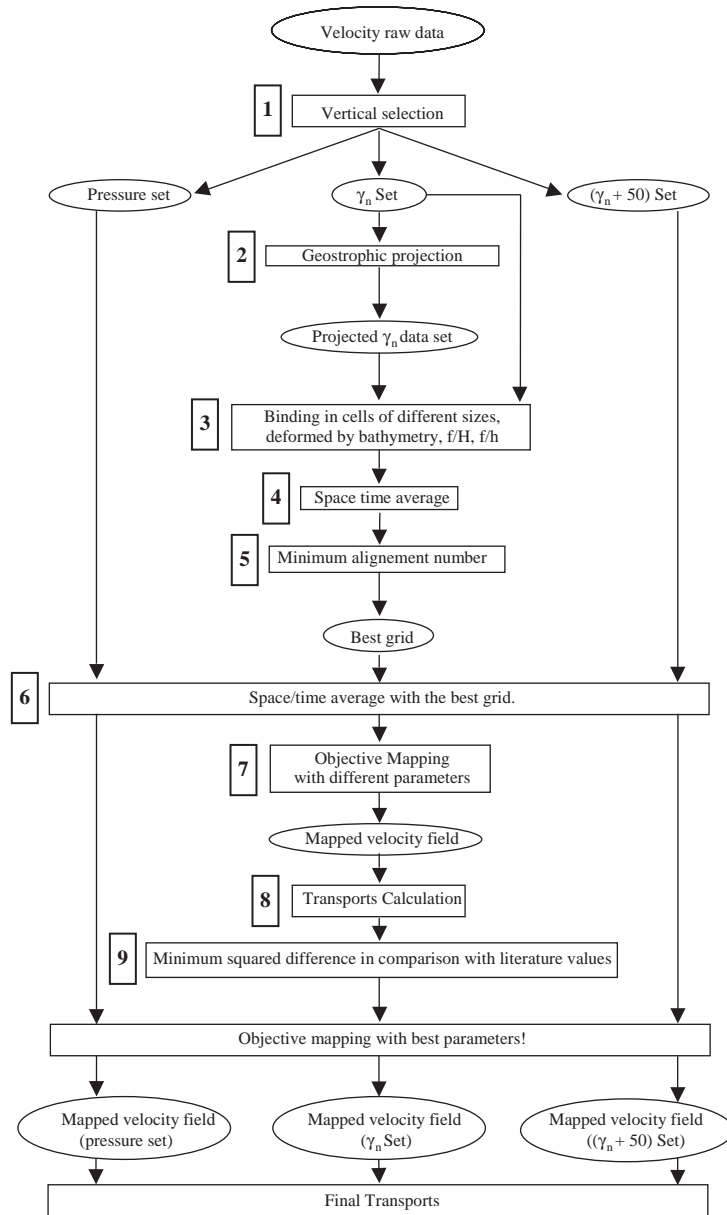 Velocity raw data
1
Vertical selection
Pressure set
γn Set
(γn + 50) Set
2
Geostrophic projection
Projected γn data set
3
Binding in cells of different sizes,
deformed by bathymetry, f/H, f/h
4
Space time average
5
Minimum alignement number
Best grid
6
Space/time average with the best grid.
7
Objective Mapping
with different parameters
Mapped velocity field
8
Transports Calculation
9
Minimum squared difference in comparison with literature values
Objective mapping with best parameters!
Mapped velocity field
(pressure set)
Mapped velocity field
(γn Set)
Mapped velocity field
((γn + 50) Set)
Final Transports